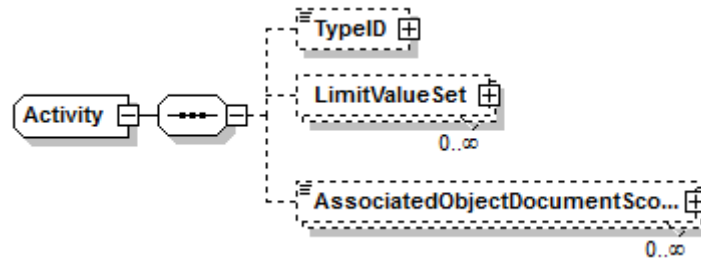 TypeID
Activity
LimitValueSet
0..∞
AssociatedObjectDocumentSco...
0..∞